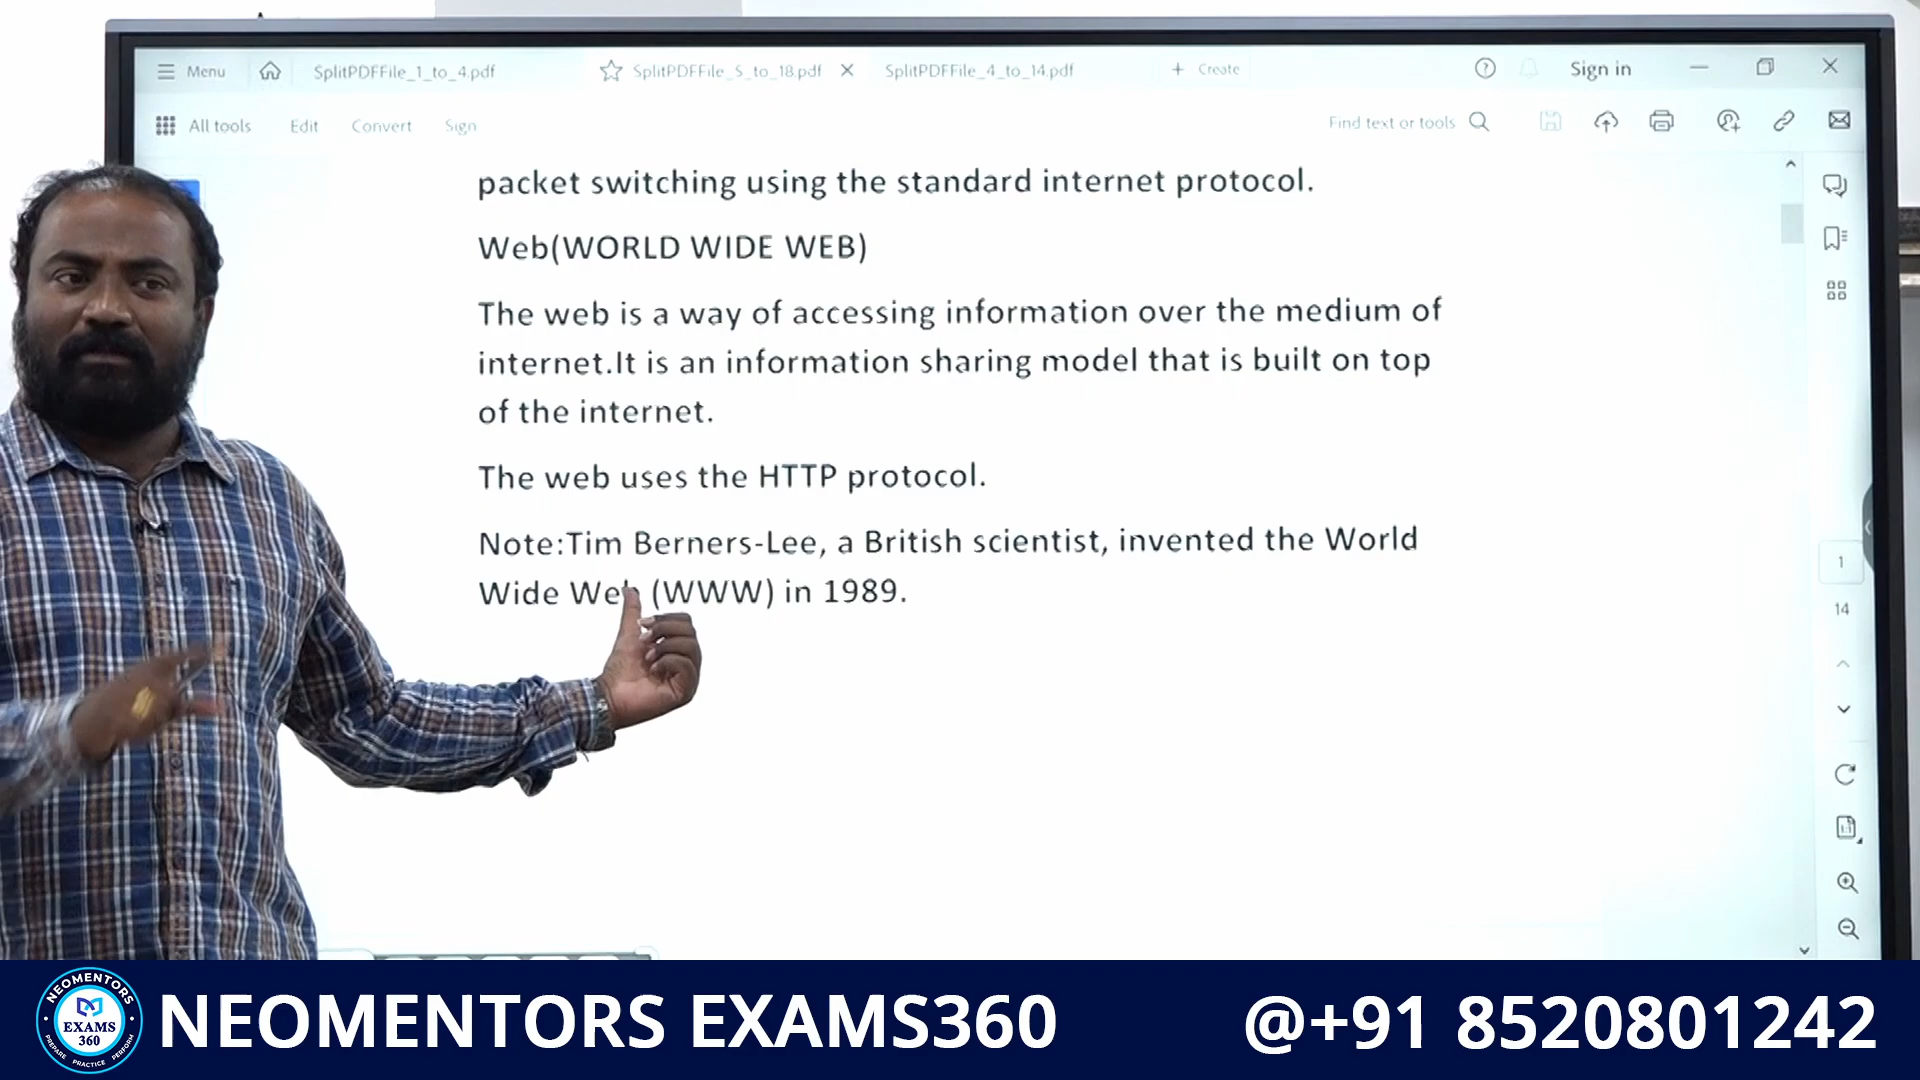 Menu
SplitPDFFile_1_to_4.pdf
SplitPDFFile_5_to_18.pdf
SplitPDFFile_4_to_14.pdf
+ Create
Sign in
All tools
Edit
Convert
Sign
Find text or tools
packet switching using the standard internet protocol.
Web(WORLD WIDE WEB)
The web is a way of accessing information over the medium of
internet.It is an information sharing model that is built on top
of the internet.
The web uses the HTTP protocol.
Note:Tim Berners-Lee, a British scientist, invented the World
Wide Web (WWW) in 1989.
1
14
NEOMENTORS
EXAMS
360
PREPARE PRACTICE PERFORM
NEOMENTORS EXAMS360
@+91 8520801242